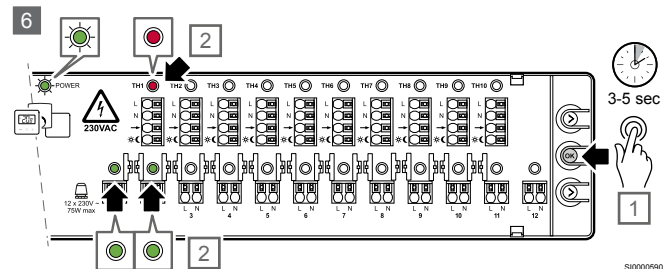 6
2
POWER
TH1 TH2 TH3 TH4 TH5 TH6 TH7 TH8 TH9 TH10
L
N
230VAC
3-5 sec
OK
1
12 x 230V ~
75W max
L N L N L N L N L N L N L N L N L N L N
3 4 5 6 7 8 9 10 11 12
2
SI0000590